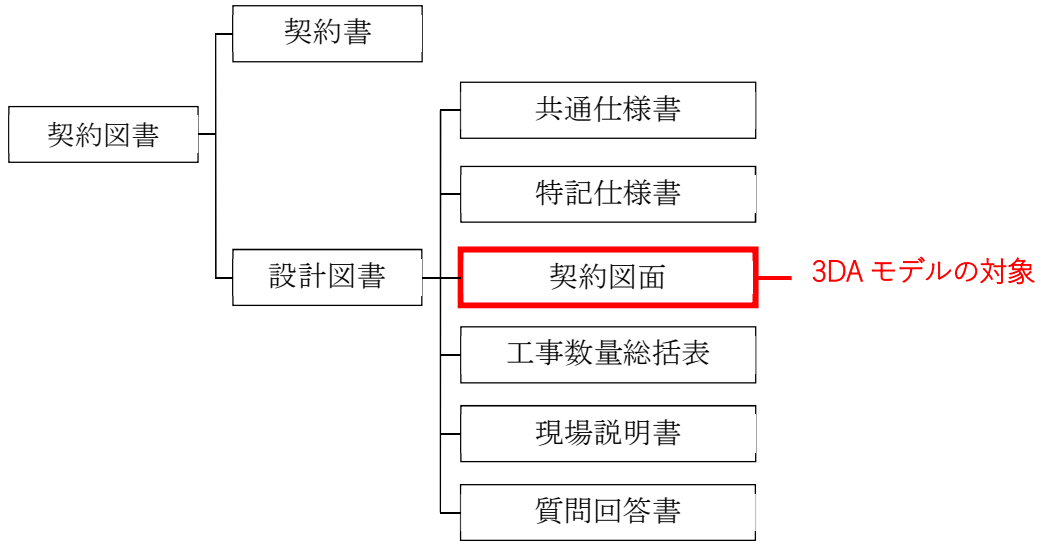 契約書
共通仕様書
契約図書
特記仕様書
設計図書
契約図面
3DA モデルの対象
工事数量総括表
現場説明書
質問回答書